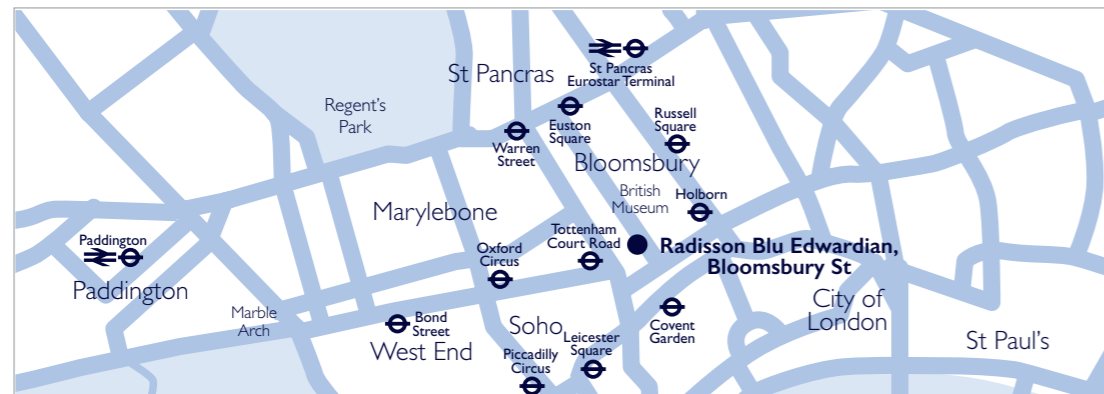 St Pancras
St Pancras
Eurostar Terminal
Regent's
Park
Euston
Square
Russell
Square
Warren
Street
Bloomsbury
British
Museum
Holborn
Marylebone
Paddington
Paddington
Tottenham
Court Road
Oxford
Circus
Radisson Blu Edwardian,
Bloomsbury St
Marble
Arch
Bond
Street
West End
Soho
Leicester
Square
Piccadilly
Circus
Covent
Garden
City of
London
St Paul's